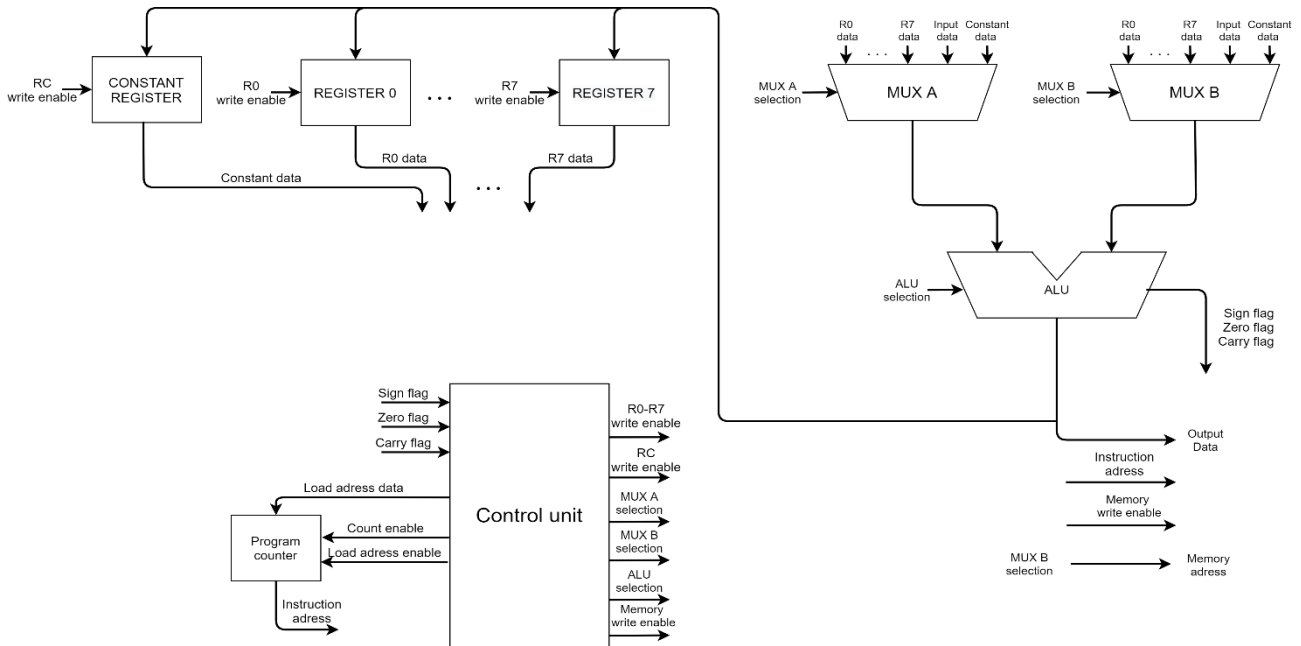 RC
write enable
CONSTANT
REGISTER
R0
write enable
REGISTER 0
. . .
R7
write enable
REGISTER 7
R0 data
R7 data
. . .
Constant data
R0
data
. . .
R7
data
Input
data
Constant
data
MUX A
selection
MUX A
R0
data
. . .
R7
data
Input
data
Constant
data
MUX B
selection
MUX B
ALU
selection
ALU
Sign flag
Zero flag
Carry flag
Output
Data
Instruction
adress
Memory
write enable
MUX B
selection
Memory
adress
Sign flag
Zero flag
Carry flag
Load adress data
Count enable
Load adress enable
Program
counter
Instruction
adress
Control unit
R0-R7
write enable
RC
write enable
MUX A
selection
MUX B
selection
ALU
selection
Memory
write enable